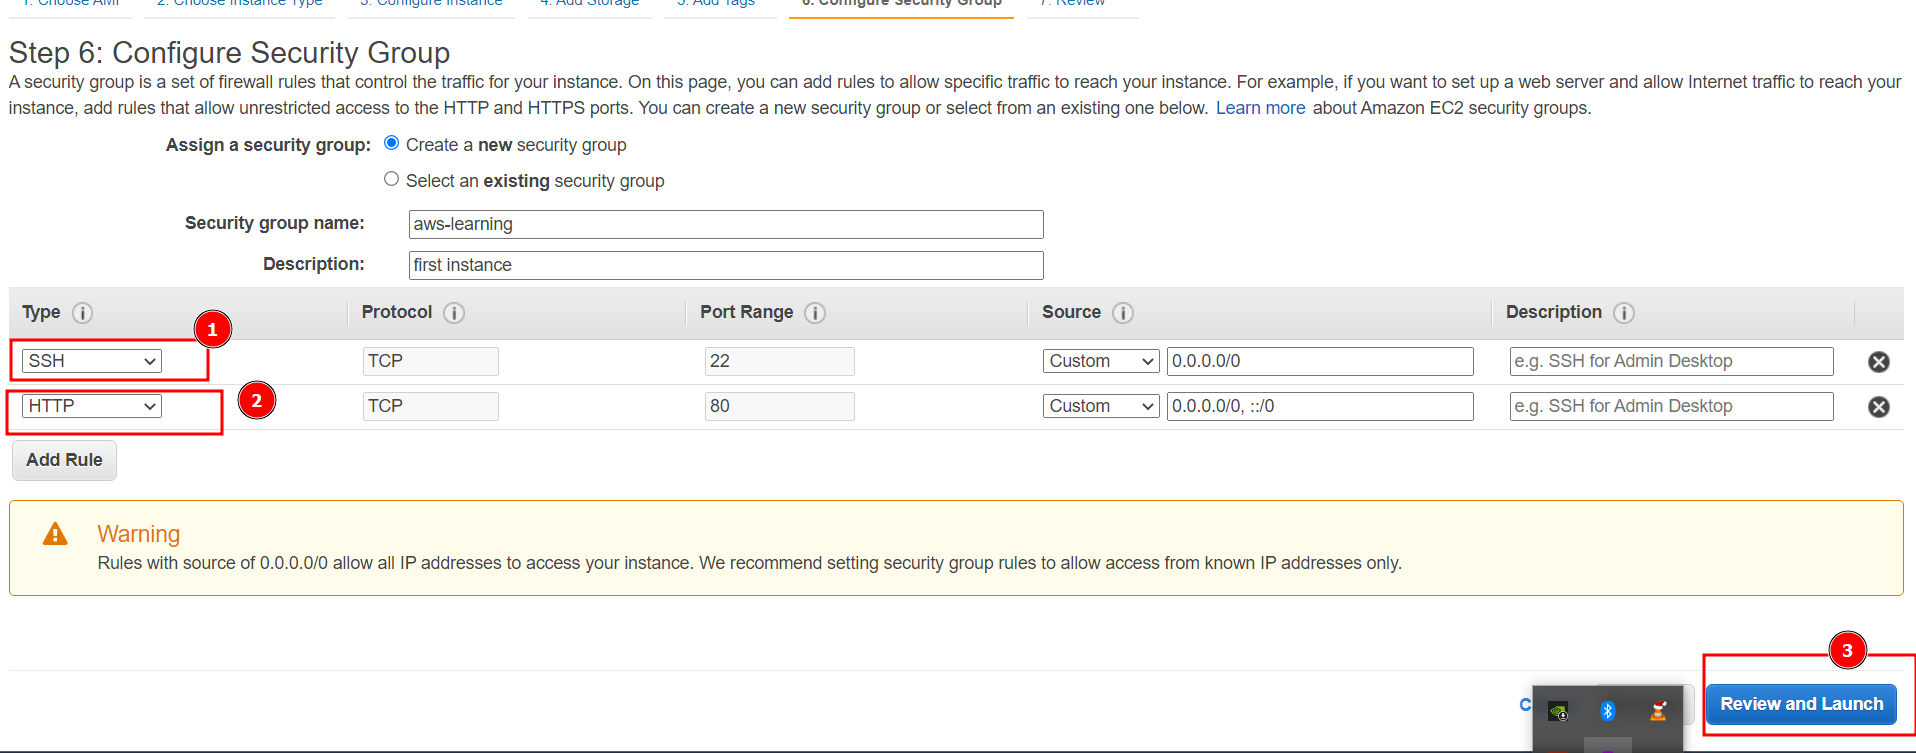 1. Choose AMI 2. Choose Instance Type 3. Configure Instance 4. Add Storage 5. Add Tags 6. Configure Security Group 7. Review
Step 6: Configure Security Group
A security group is a set of firewall rules that control the traffic for your instance. On this page, you can add rules to allow specific traffic to reach your instance. For example, if you want to set up a web server and allow Internet traffic to reach your
instance, add rules that allow unrestricted access to the HTTP and HTTPS ports. You can create a new security group or select from an existing one below. Learn more about Amazon EC2 security groups.
Assign a security group: Create a new security group
Select an existing security group
Security group name: aws-learning
Description: first instance
Type Protocol Port Range Source Description
1
SSH TCP 22 Custom 0.0.0.0/0 e.g. SSH for Admin Desktop
HTTP 2 TCP 80 Custom 0.0.0.0/0, ::/0 e.g. SSH for Admin Desktop
Add Rule
Warning
Rules with source of 0.0.0.0/0 allow all IP addresses to access your instance. We recommend setting security group rules to allow access from known IP addresses only.
3
Review and Launch